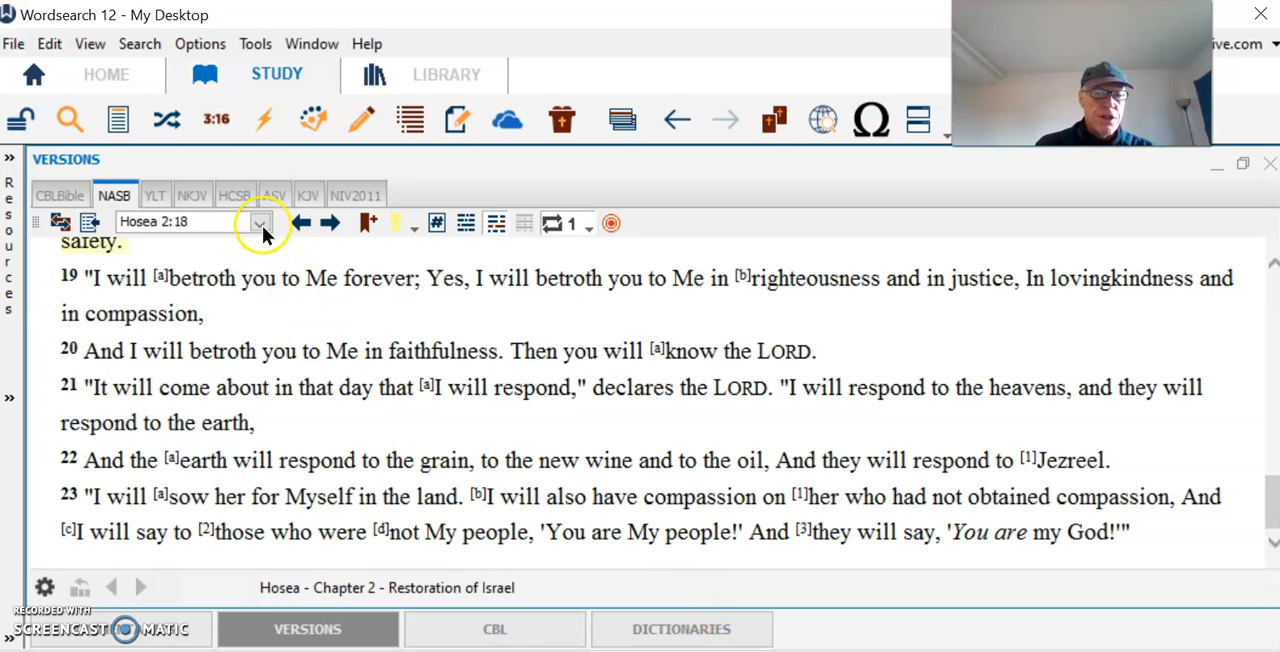 Wordsearch 12 - My Desktop
File Edit View Search Options Tools Window Help ive.com
HOME STUDY LIBRARY
3:16 Ω
VERSIONS
Resources
CBLBible NASB YLT NKJV HCSB ASV KJV NIV2011
Hosea 2:18 # 1
safety.
19 "I will [a]betroth you to Me forever; Yes, I will betroth you to Me in [b]righteousness and in justice, In lovingkindness and
in compassion,
20 And I will betroth you to Me in faithfulness. Then you will [a]know the LORD.
21 "It will come about in that day that [a]I will respond," declares the LORD. "I will respond to the heavens, and they will
respond to the earth,
22 And the [a]earth will respond to the grain, to the new wine and to the oil, And they will respond to [1]Jezreel.
23 "I will [a]sow her for Myself in the land. [b]I will also have compassion on [1]her who had not obtained compassion, And
[c]I will say to [2]those who were [d]not My people, 'You are My people!' And [3]they will say, 'You are my God!'"
Hosea - Chapter 2 - Restoration of Israel
RECORDED WITH
SCREENCAST O MATIC
VERSIONS CBL DICTIONARIES